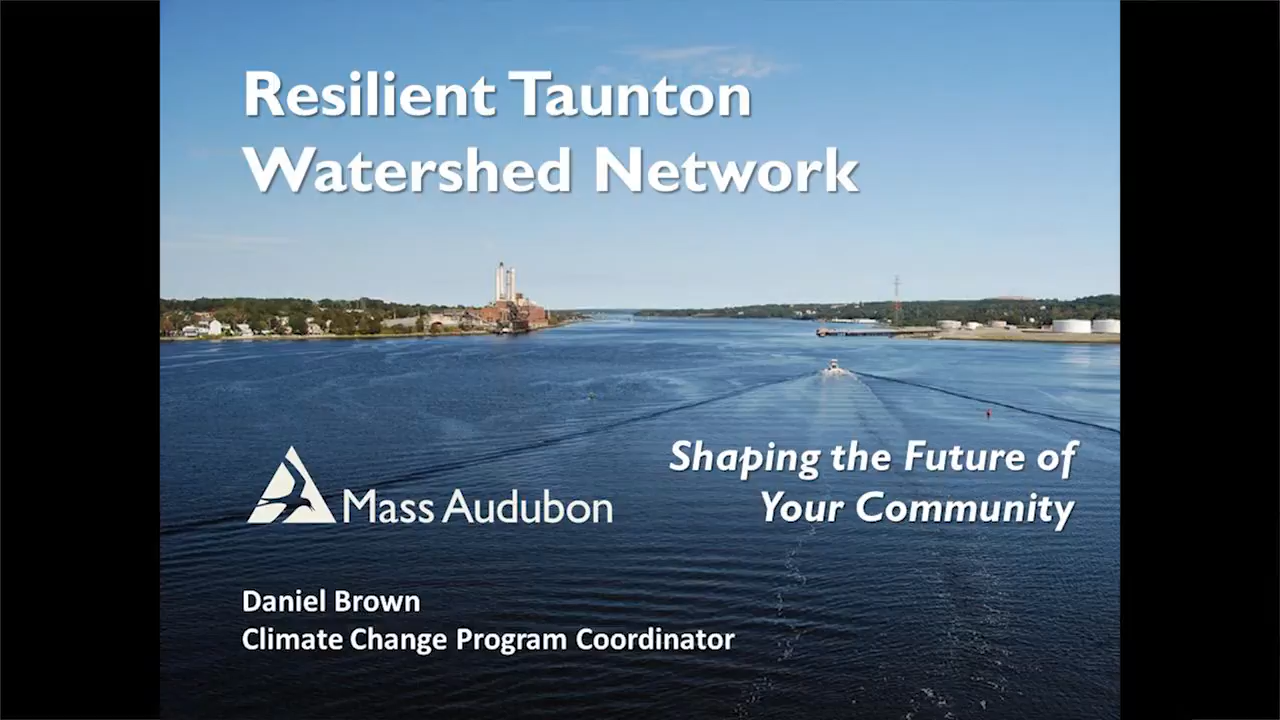 Resilient Taunton
Watershed Network
Shaping the Future of
Your Community
Mass Audubon
Daniel Brown
Climate Change Program Coordinator